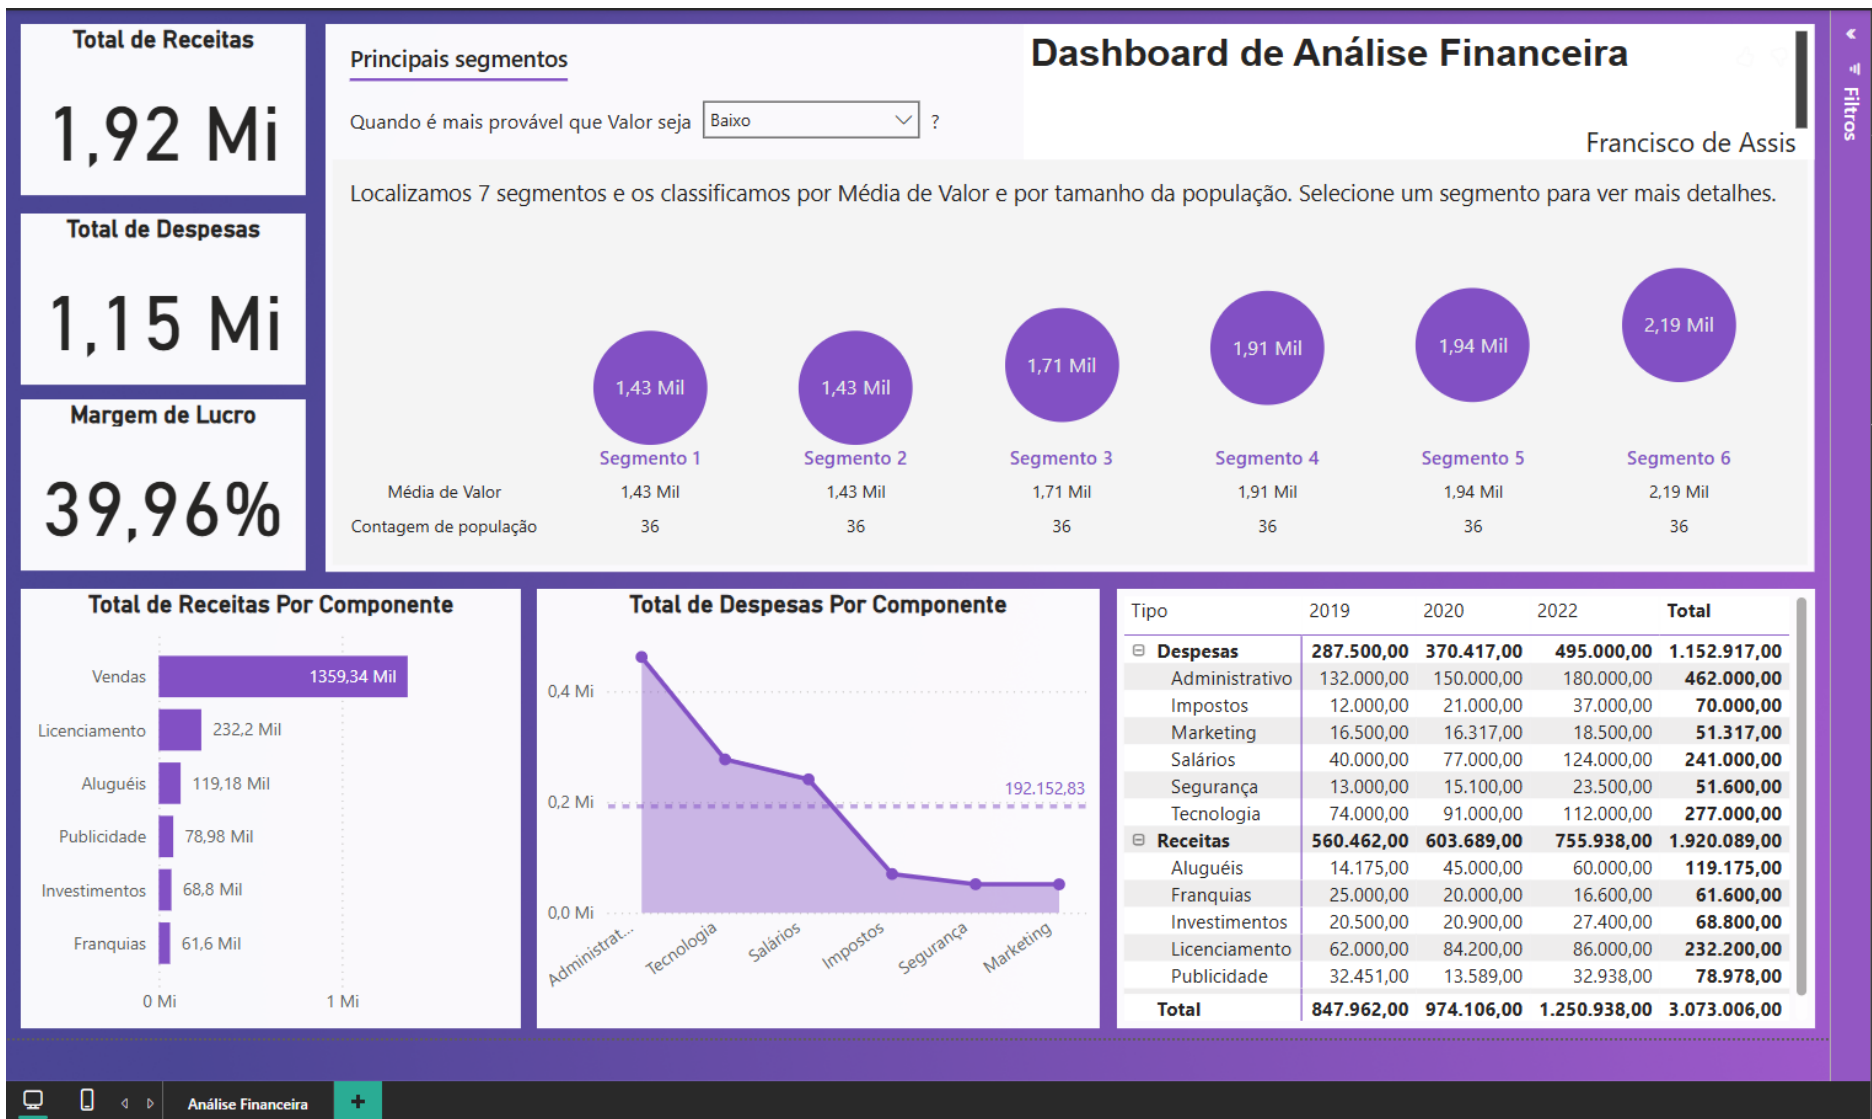 Total de Receitas
1,92 Mi
Total de Despesas
1,15 Mi
Margem de Lucro
39,96%
Principais segmentos
Quando é mais provável que Valor seja Baixo ?
Dashboard de Análise Financeira
Francisco de Assis
Localizamos 7 segmentos e os classificamos por Média de Valor e por tamanho da população. Selecione um segmento para ver mais detalhes.
1,43 Mil 1,43 Mil 1,71 Mil 1,91 Mil 1,94 Mil 2,19 Mil
Segmento 1 Segmento 2 Segmento 3 Segmento 4 Segmento 5 Segmento 6
Média de Valor 1,43 Mil 1,43 Mil 1,71 Mil 1,91 Mil 1,94 Mil 2,19 Mil
Contagem de população 36 36 36 36 36 36
Filtros
Total de Receitas Por Componente
Vendas 1359,34 Mil
Licenciamento 232,2 Mil
Aluguéis 119,18 Mil
Publicidade 78,98 Mil
Investimentos 68,8 Mil
Franquias 61,6 Mil
0 Mi 1 Mi
Total de Despesas Por Componente
0,4 Mi
192.152,83
0,2 Mi
0,0 Mi
Administrat... Tecnologia Salários Impostos Segurança Marketing
Tipo 2019 2020 2022 Total
Despesas 287.500,00 370.417,00 495.000,00 1.152.917,00
Administrativo 132.000,00 150.000,00 180.000,00 462.000,00
Impostos 12.000,00 21.000,00 37.000,00 70.000,00
Marketing 16.500,00 16.317,00 18.500,00 51.317,00
Salários 40.000,00 77.000,00 124.000,00 241.000,00
Segurança 13.000,00 15.100,00 23.500,00 51.600,00
Tecnologia 74.000,00 91.000,00 112.000,00 277.000,00
Receitas 560.462,00 603.689,00 755.938,00 1.920.089,00
Aluguéis 14.175,00 45.000,00 60.000,00 119.175,00
Franquias 25.000,00 20.000,00 16.600,00 61.600,00
Investimentos 20.500,00 20.900,00 27.400,00 68.800,00
Licenciamento 62.000,00 84.200,00 86.000,00 232.200,00
Publicidade 32.451,00 13.589,00 32.938,00 78.978,00
Total 847.962,00 974.106,00 1.250.938,00 3.073.006,00
Análise Financeira